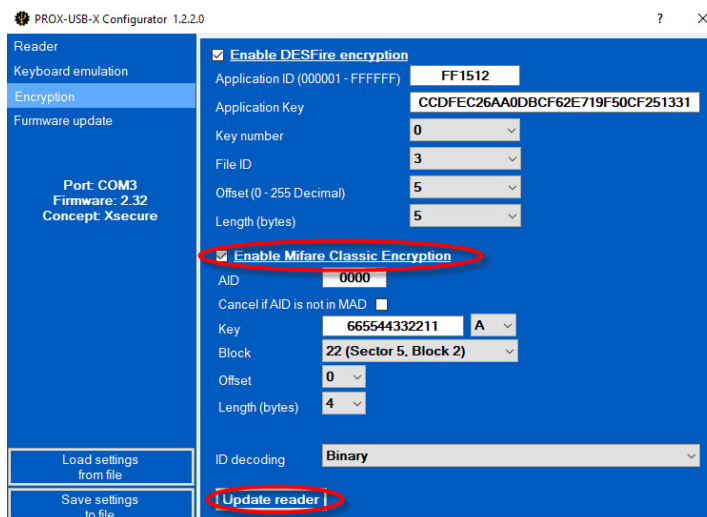 PROX-USB-X Configurator 1.2.2.0
Reader
Keyboard emulation
Encryption
Furmware update
Port: COM3
Firmware: 2.32
Concept: Xsecure
Load settings
from file
Save settings
to file
Enable DESFire encryption
Application ID (000001 - FFFFFF) FF1512
Application Key CCDFEC26AA0DBCF62E719F50CF251331
Key number 0
File ID 3
Offset (0 - 255 Decimal) 5
Length (bytes) 5
Enable Mifare Classic Encryption
AID 0000
Cancel if AID is not in MAD
Key 665544332211 A
Block 22 (Sector 5, Block 2)
Offset 0
Length (bytes) 4
ID decoding Binary
Update reader